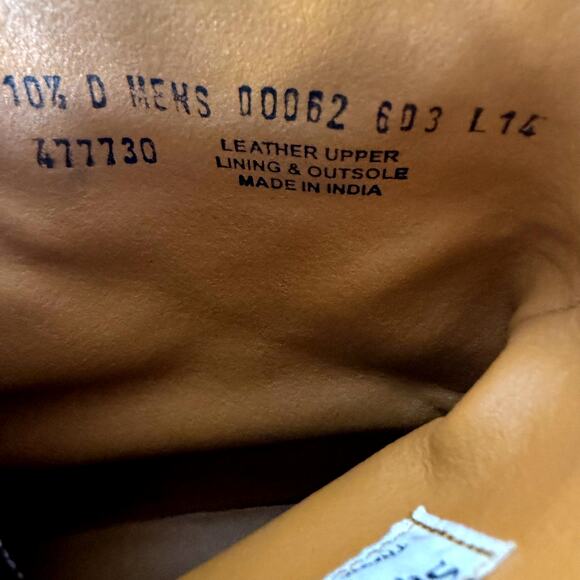 10½ D MENS 00062 603 L14
477730
LEATHER UPPER
LINING & OUTSOLE
MADE IN INDIA